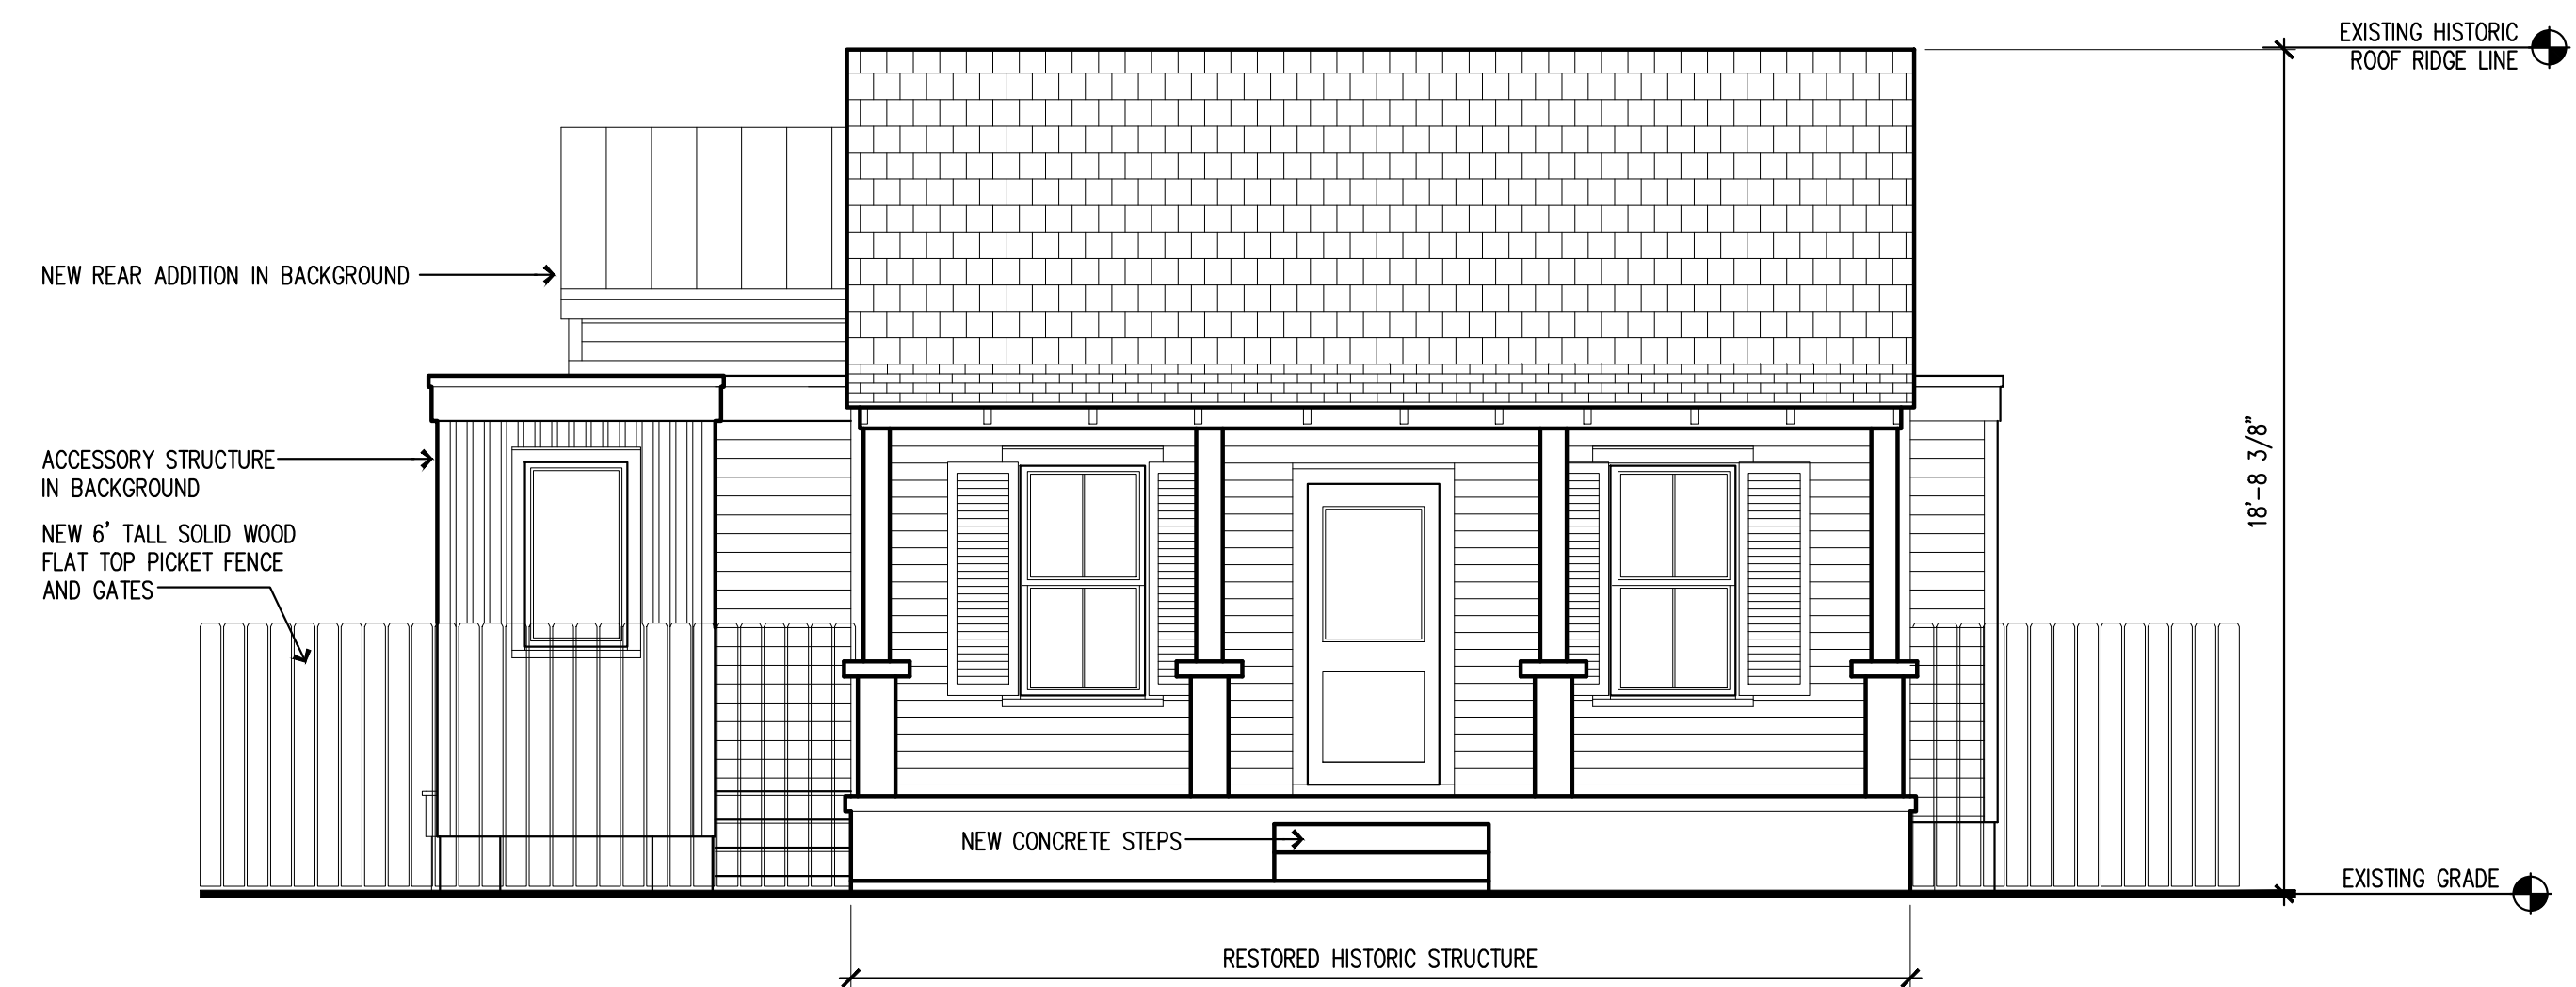 EXISTING HISTORIC
ROOF RIDGE LINE
NEW REAR ADDITION IN BACKGROUND
ACCESSORY STRUCTURE
IN BACKGROUND
NEW 6' TALL SOLID WOOD
FLAT TOP PICKET FENCE
AND GATES
18'-8 3/8"
NEW CONCRETE STEPS
EXISTING GRADE
RESTORED HISTORIC STRUCTURE